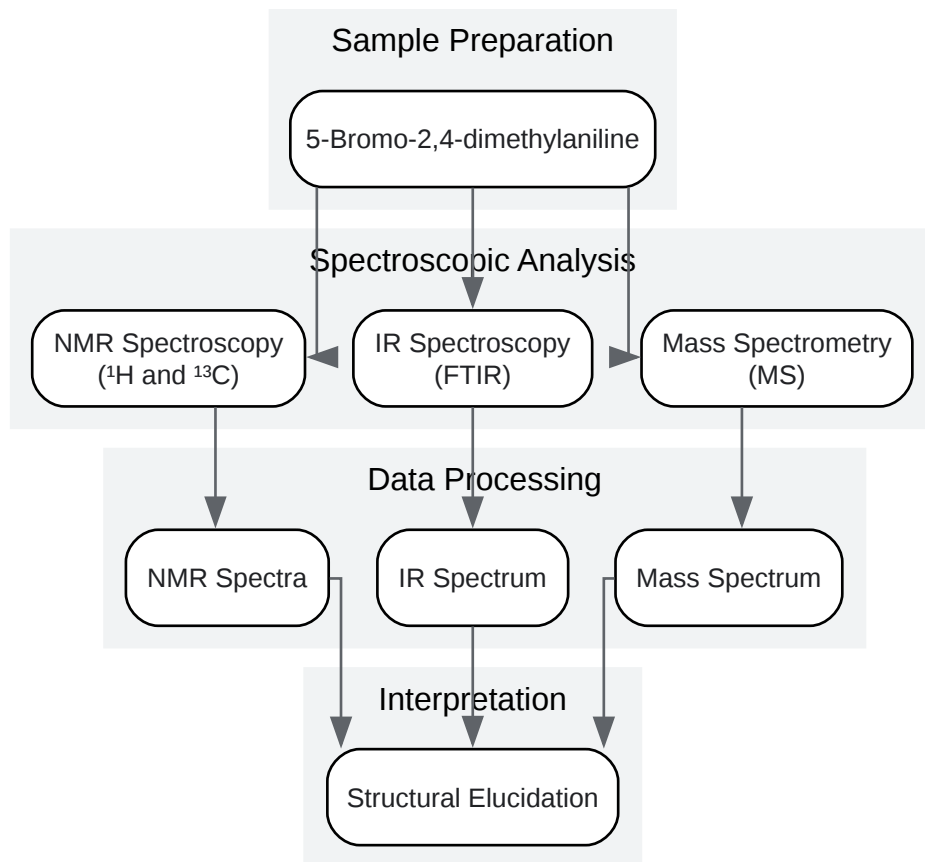 Sample Preparation
5-Bromo-2,4-dimethylaniline
Spectroscopic Analysis
NMR Spectroscopy
(¹H and ¹³C)
IR Spectroscopy
(FTIR)
Mass Spectrometry
(MS)
Data Processing
NMR Spectra
IR Spectrum
Mass Spectrum
Interpretation
Structural Elucidation